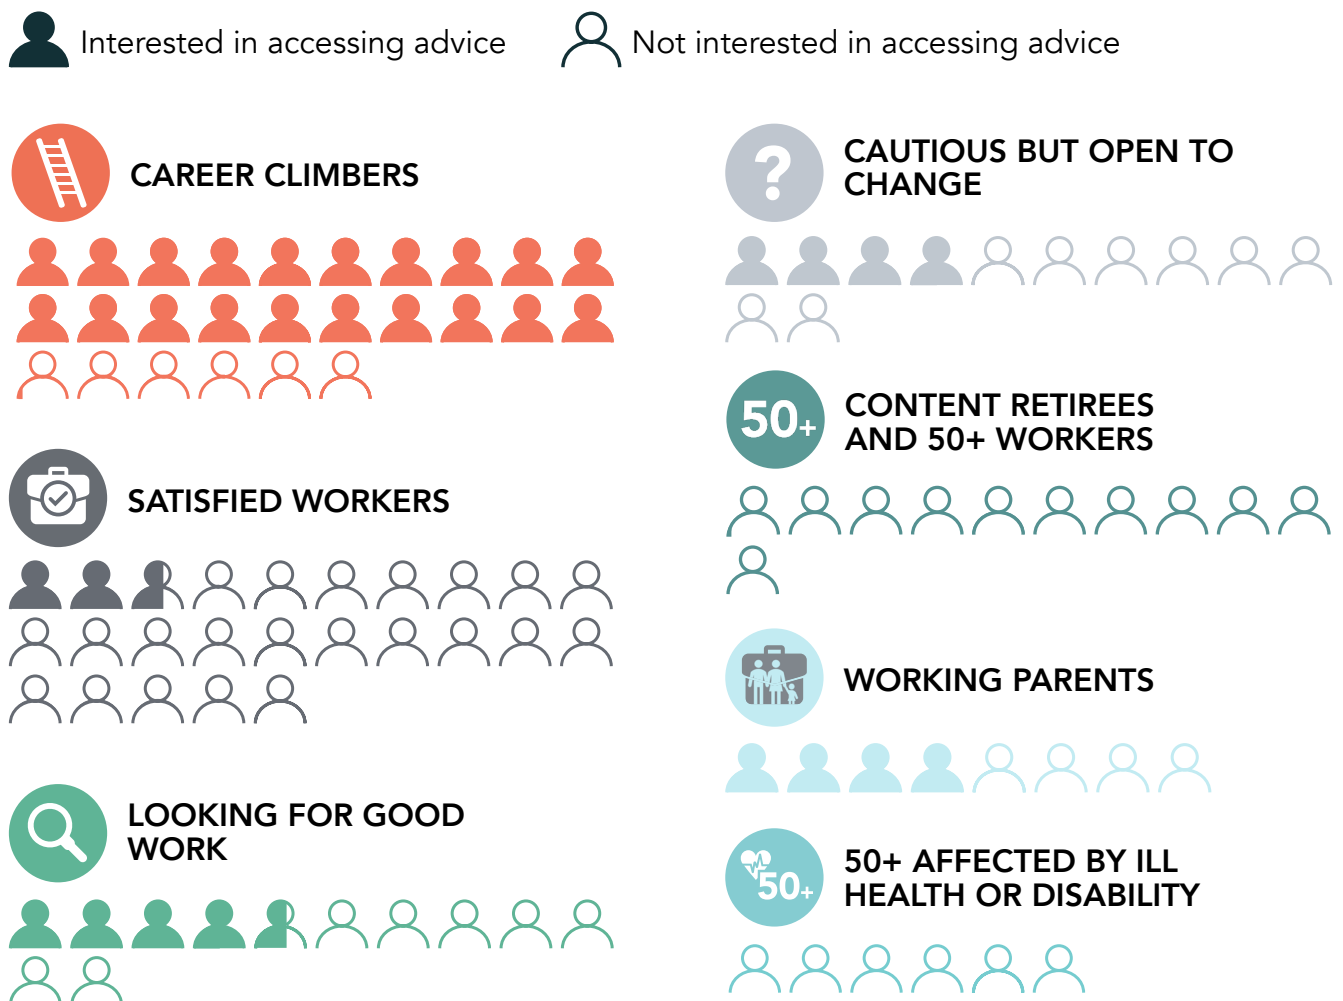 Interested in accessing advice
Not interested in accessing advice
CAREER CLIMBERS
SATISFIED WORKERS
LOOKING FOR GOOD
WORK
?
CAUTIOUS BUT OPEN TO
CHANGE
50+
CONTENT RETIREES
AND 50+ WORKERS
WORKING PARENTS
50+
50+ AFFECTED BY ILL
HEALTH OR DISABILITY